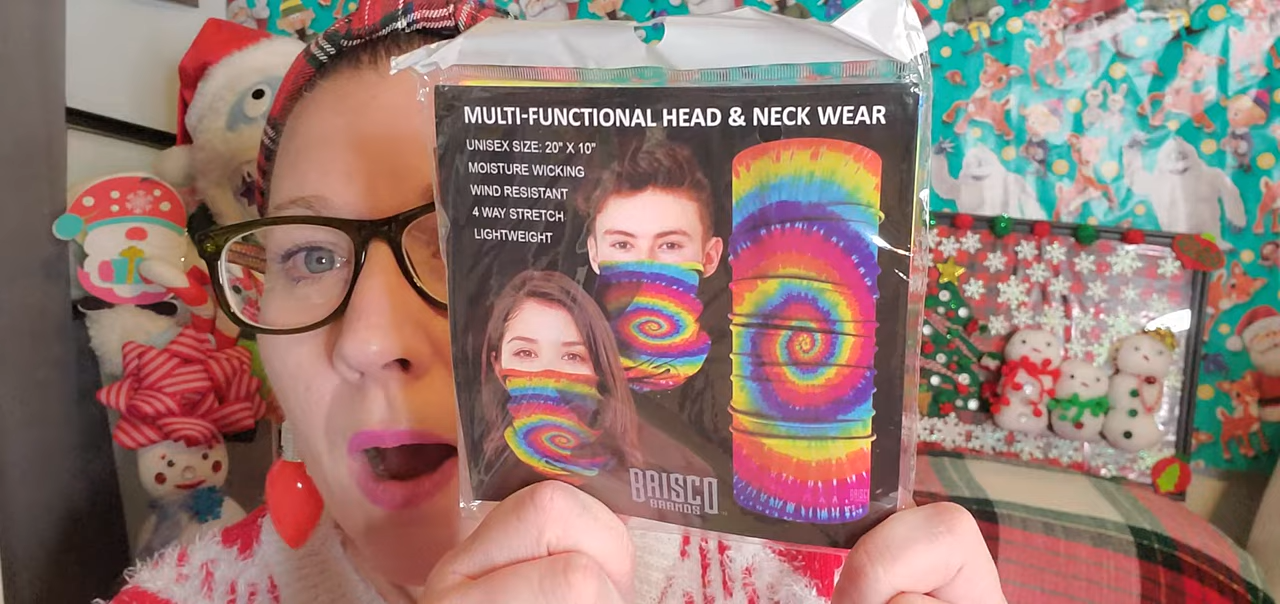 MULTI-FUNCTIONAL HEAD & NECK WEAR
UNISEX SIZE: 20" X 10"
MOISTURE WICKING
WIND RESISTANT
4 WAY STRETCH
LIGHTWEIGHT
BRISCO
BRANDS